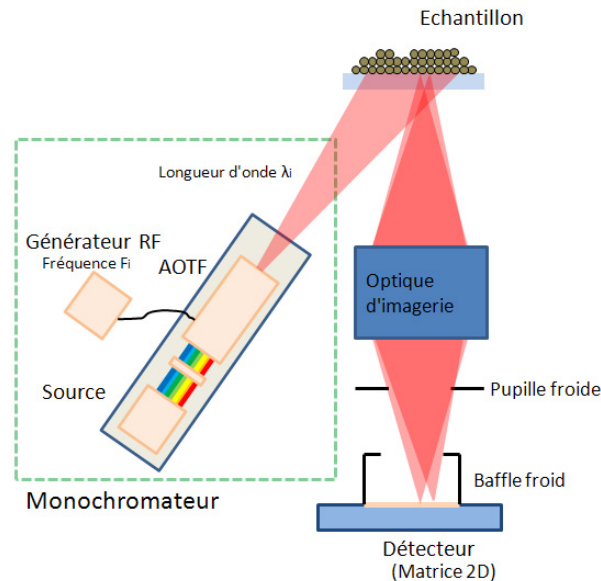 Echantillon
Longueur d'onde λi
Générateur RF
Fréquence Fi
AOTF
Optique
d'imagerie
Source
Pupille froide
Baffle froid
Monochromateur
Détecteur
(Matrice 2D)